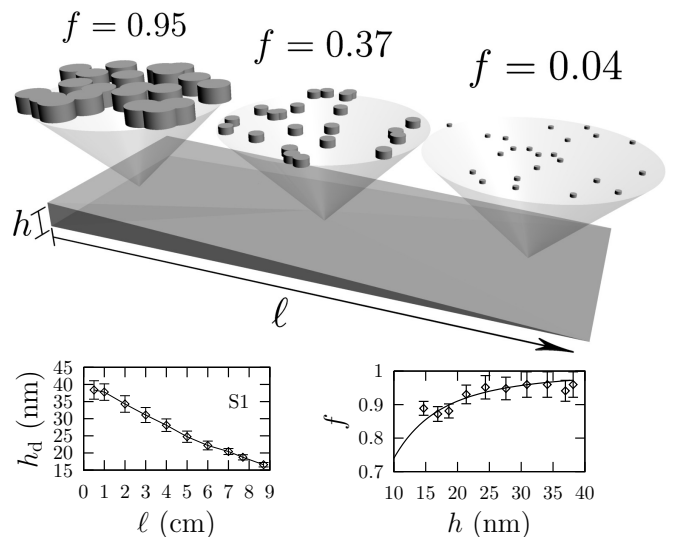 f = 0.95
f = 0.37
f = 0.04
h
ℓ
45
40
35
30
25
20
15
h_d (nm)
S1
0 1 2 3 4 5 6 7 8 9
ℓ (cm)
1
0.9
0.8
0.7
f
10 15 20 25 30 35 40
h (nm)